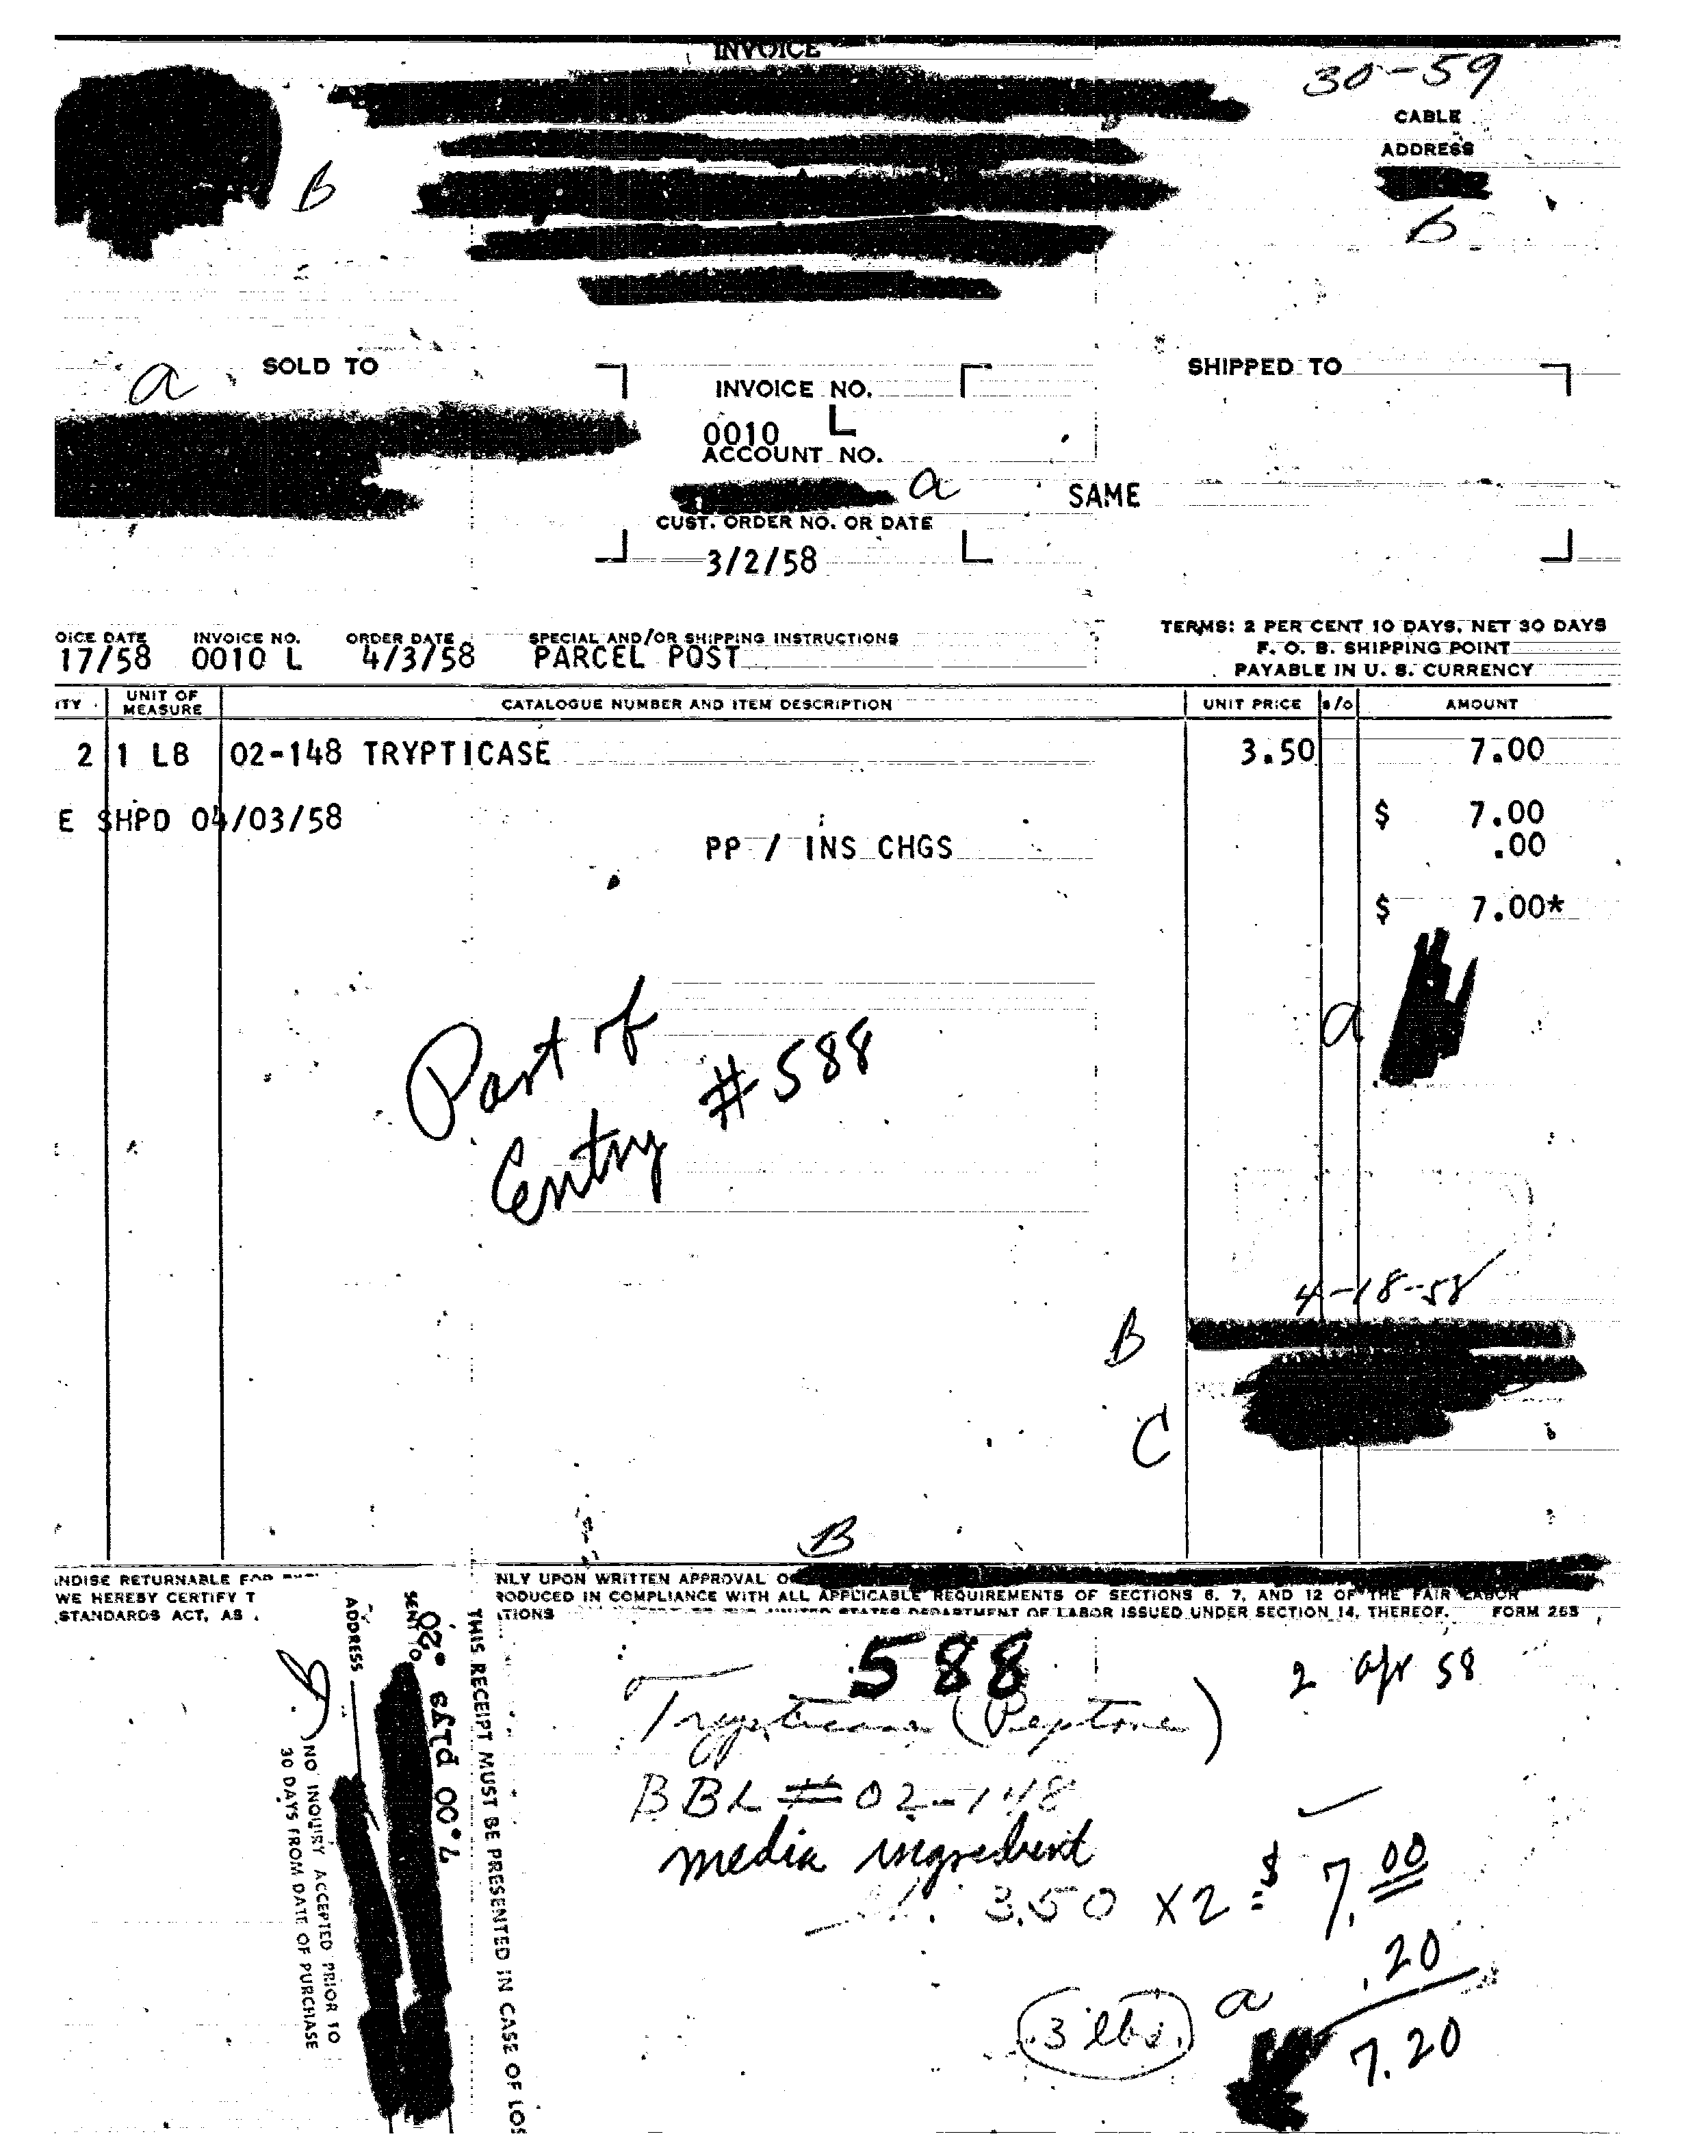 INVOICE
30-59
CABLE
ADDRESS
B
B
a
SOLD TO
SHIPPED TO
INVOICE NO.
0010 L
ACCOUNT NO.
a
SAME
CUST. ORDER NO. OR DATE
3/2/58
TERMS: 2 PER CENT 10 DAYS, NET 30 DAYS
F. O. B. SHIPPING POINT
PAYABLE IN U. S. CURRENCY
OICE DATE INVOICE NO. ORDER DATE SPECIAL AND/OR SHIPPING INSTRUCTIONS
17/58 0010 L 4/3/58 PARCEL POST
ITY UNIT OF MEASURE CATALOGUE NUMBER AND ITEM DESCRIPTION UNIT PRICE AMOUNT
2 1 LB 02-148 TRYPTICASE 3.50 7.00
E SHPD 04/03/58 $ 7.00
PP / INS CHGS .00
$ 7.00*
a
Part of
Entry #588
4-18-58
B
C
B
NDISE RETURNABLE NLY UPON WRITTEN APPROVAL O
WE HEREBY CERTIFY T RODUCED IN COMPLIANCE WITH ALL APPLICABLE REQUIREMENTS OF SECTIONS 6, 7, AND 12 OF THE FAIR LABOR
STANDARDS ACT, AS TIONS UNITED STATES DEPARTMENT OF LABOR ISSUED UNDER SECTION 14, THEREOF. FORM 265
THIS RECEIPT MUST BE PRESENTED IN CASE OF LOS
7.00 plys .20
SENT TO
ADDRESS
B
NO INQUIRY ACCEPTED PRIOR TO
30 DAYS FROM DATE OF PURCHASE
588
2 Apr 58
Trypticase (Peptone)
BBL #02-148
media ingredient
3.50 x2 = $ 7.00
.20
3 lbs. a
7.20